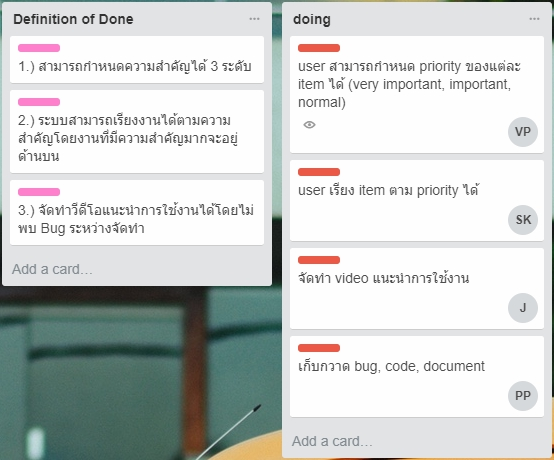 Definition of Done
1.) สามารถกำหนดความสำคัญได้ 3 ระดับ
2.) ระบบสามารถเรียงงานได้ตามความ
สำคัญโดยงานที่มีความสำคัญมากจะอยู่
ด้านบน
3.) จัดทำวีดีโอแนะนำการใช้งานได้โดยไม่
พบ Bug ระหว่างจัดทำ
Add a card...
doing
user สามารถกำหนด priority ของแต่ละ
item ได้ (very important, important,
normal)
VP
user เรียง item ตาม priority ได้
SK
จัดทำ video แนะนำการใช้งาน
J
เก็บกวาด bug, code, document
PP
Add a card...